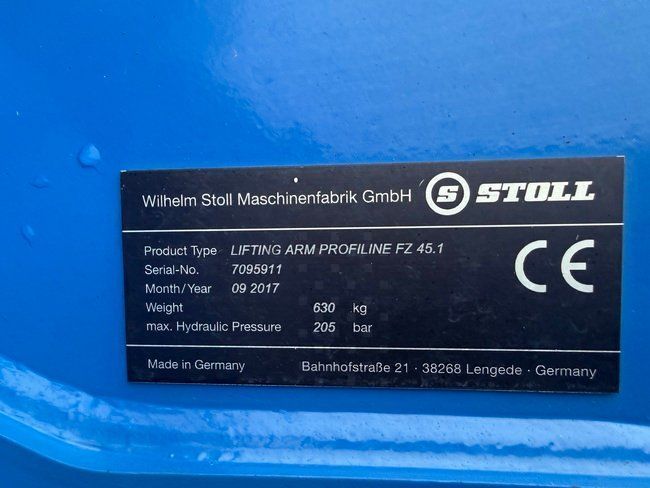 Wilhelm Stoll Maschinenfabrik GmbH S STOLL
Product Type LIFTING ARM PROFILINE FZ 45.1
Serial-No. 7095911
Month/Year 09 2017
Weight 630 kg
max. Hydraulic Pressure 205 bar
CE
Made in Germany Bahnhofstraße 21 · 38268 Lengede · Germany